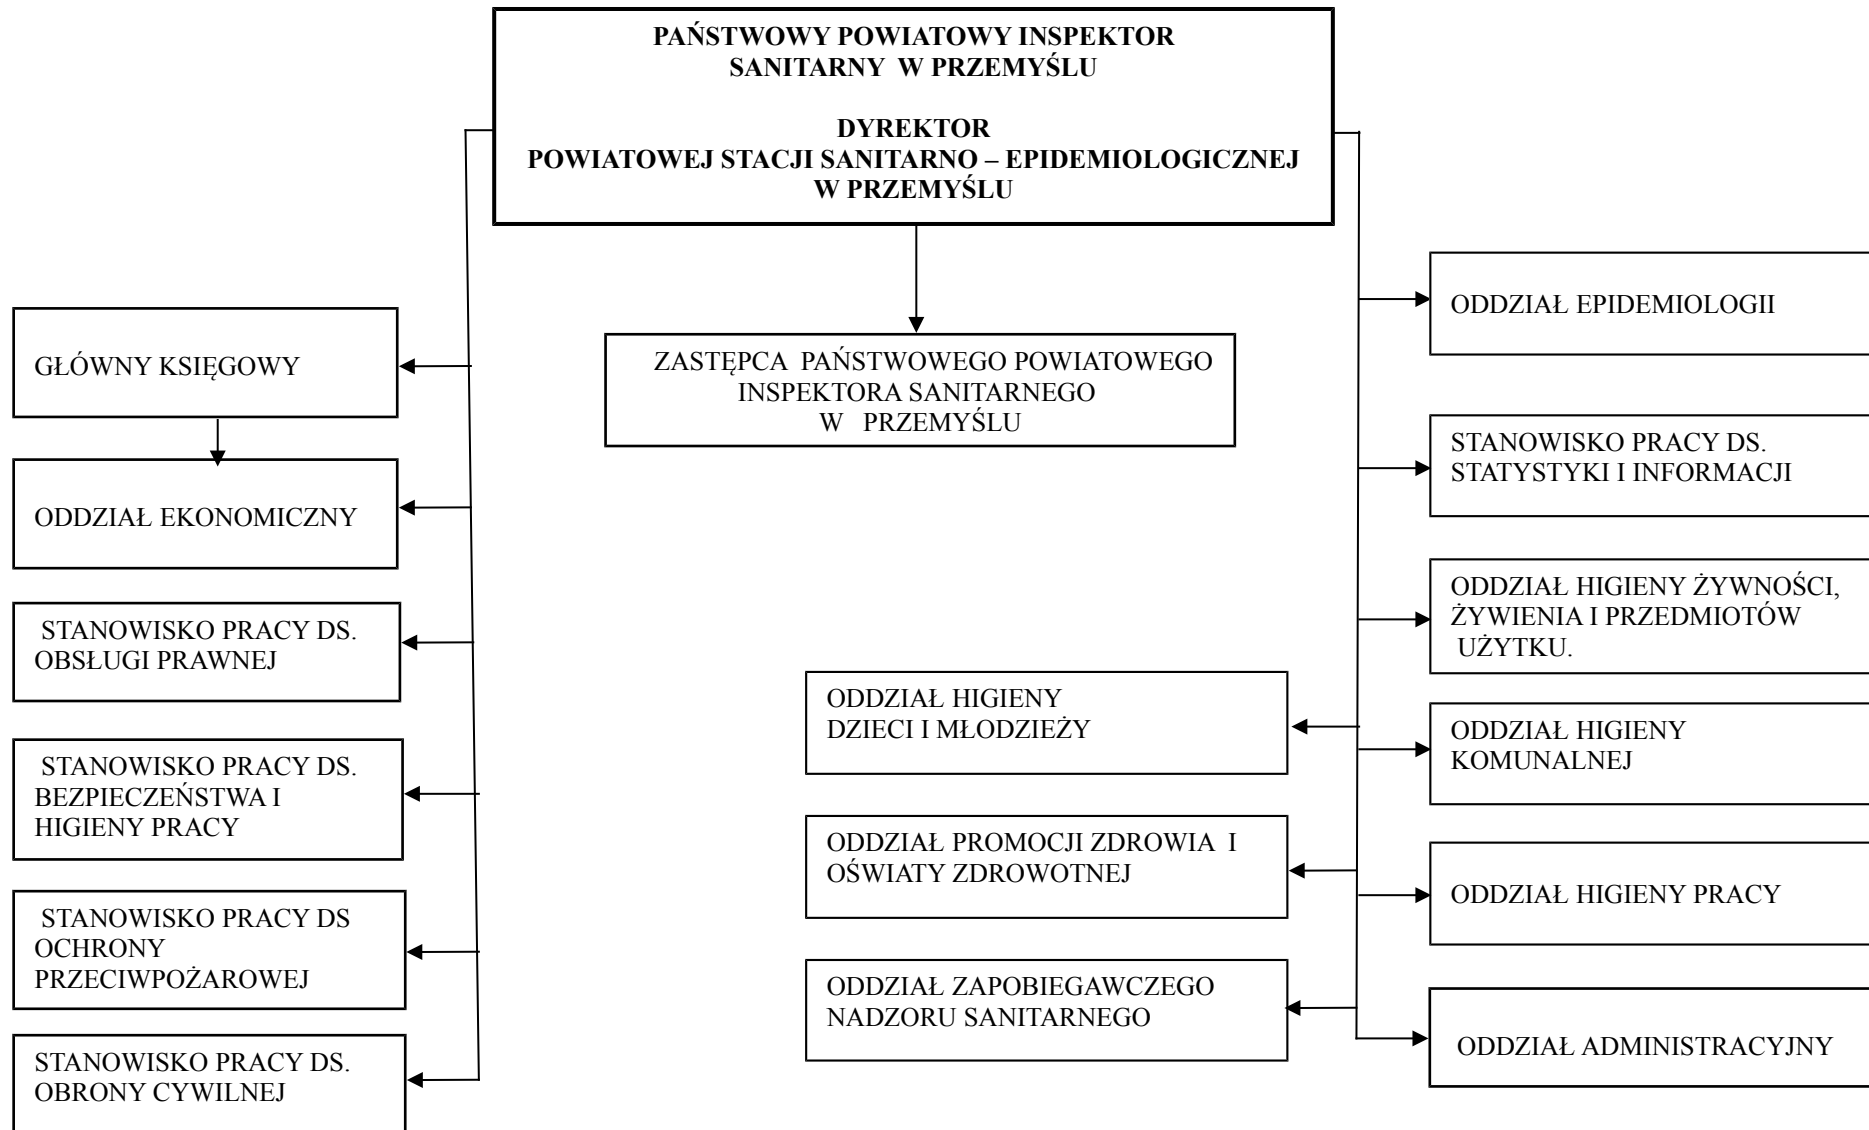 PAŃSTWOWY POWIATOWY INSPEKTOR
SANITARNY W PRZEMYŚLU
DYREKTOR
POWIATOWEJ STACJI SANITARNO – EPIDEMIOLOGICZNEJ
W PRZEMYŚLU
ZASTĘPCA PAŃSTWOWEGO POWIATOWEGO
INSPEKTORA SANITARNEGO
W PRZEMYŚLU
GŁÓWNY KSIĘGOWY
ODDZIAŁ EKONOMICZNY
STANOWISKO PRACY DS.
OBSŁUGI PRAWNEJ
STANOWISKO PRACY DS.
BEZPIECZEŃSTWA I
HIGIENY PRACY
STANOWISKO PRACY DS
OCHRONY
PRZECIWPOŻAROWEJ
STANOWISKO PRACY DS.
OBRONY CYWILNEJ
ODDZIAŁ HIGIENY
DZIECI I MŁODZIEŻY
ODDZIAŁ PROMOCJI ZDROWIA I
OŚWIATY ZDROWOTNEJ
ODDZIAŁ ZAPOBIEGAWCZEGO
NADZORU SANITARNEGO
ODDZIAŁ EPIDEMIOLOGII
STANOWISKO PRACY DS.
STATYSTYKI I INFORMACJI
ODDZIAŁ HIGIENY ŻYWNOŚCI,
ŻYWIENIA I PRZEDMIOTÓW
UŻYTKU.
ODDZIAŁ HIGIENY
KOMUNALNEJ
ODDZIAŁ HIGIENY PRACY
ODDZIAŁ ADMINISTRACYJNY